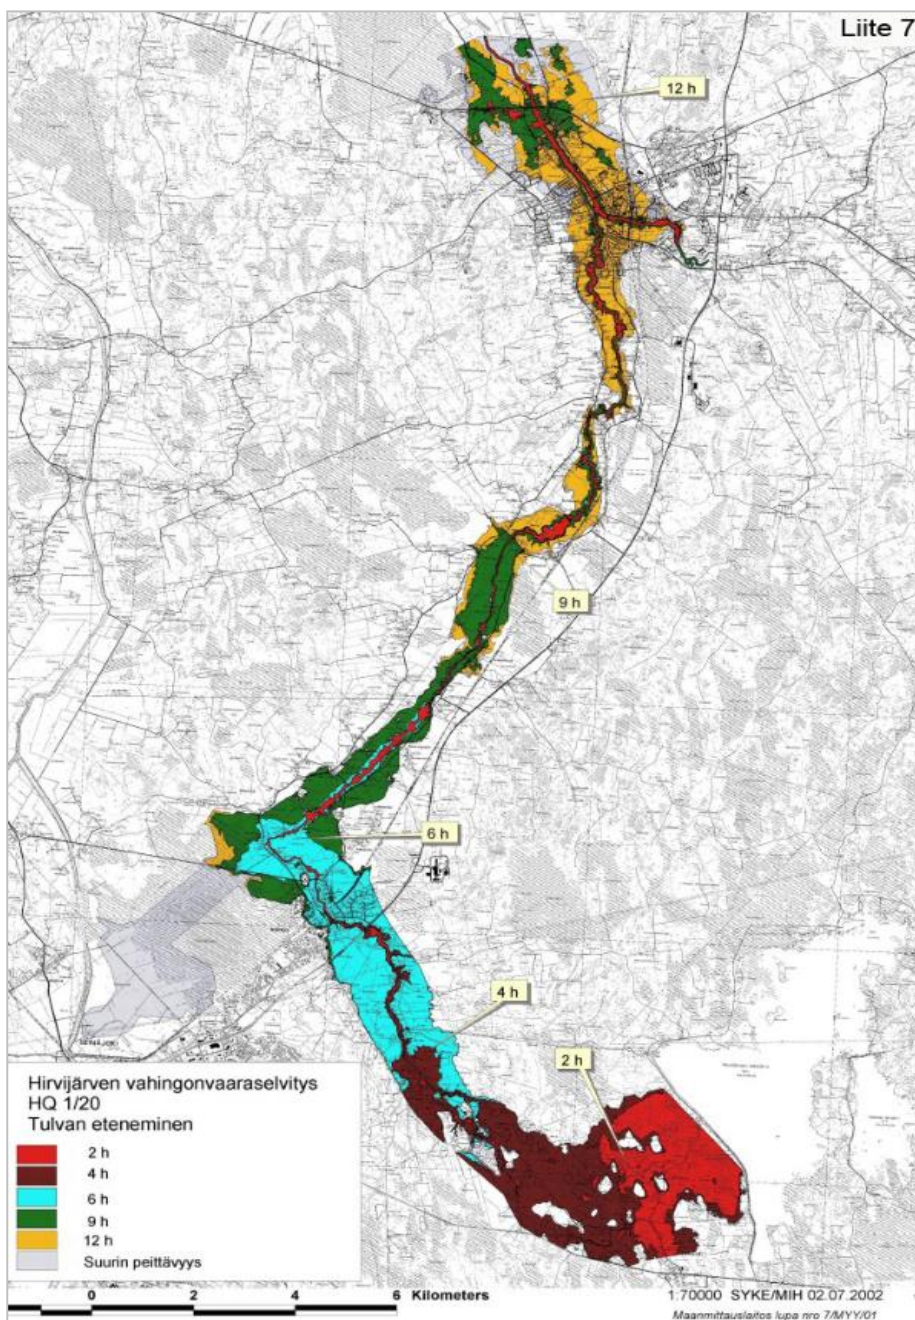 Liite 7
12 h
9 h
6 h
4 h
2 h
Hirvijärven vahingonvaaraselvitys
HQ 1/20
Tulvan eteneminen
2 h
4 h
6 h
9 h
12 h
Suurin peittävyys
0 2 4 6 Kilometers
1:70000 SYKE/MIH 02.07.2002
Maanmittauslaitos lupa nro 7/MYY/01